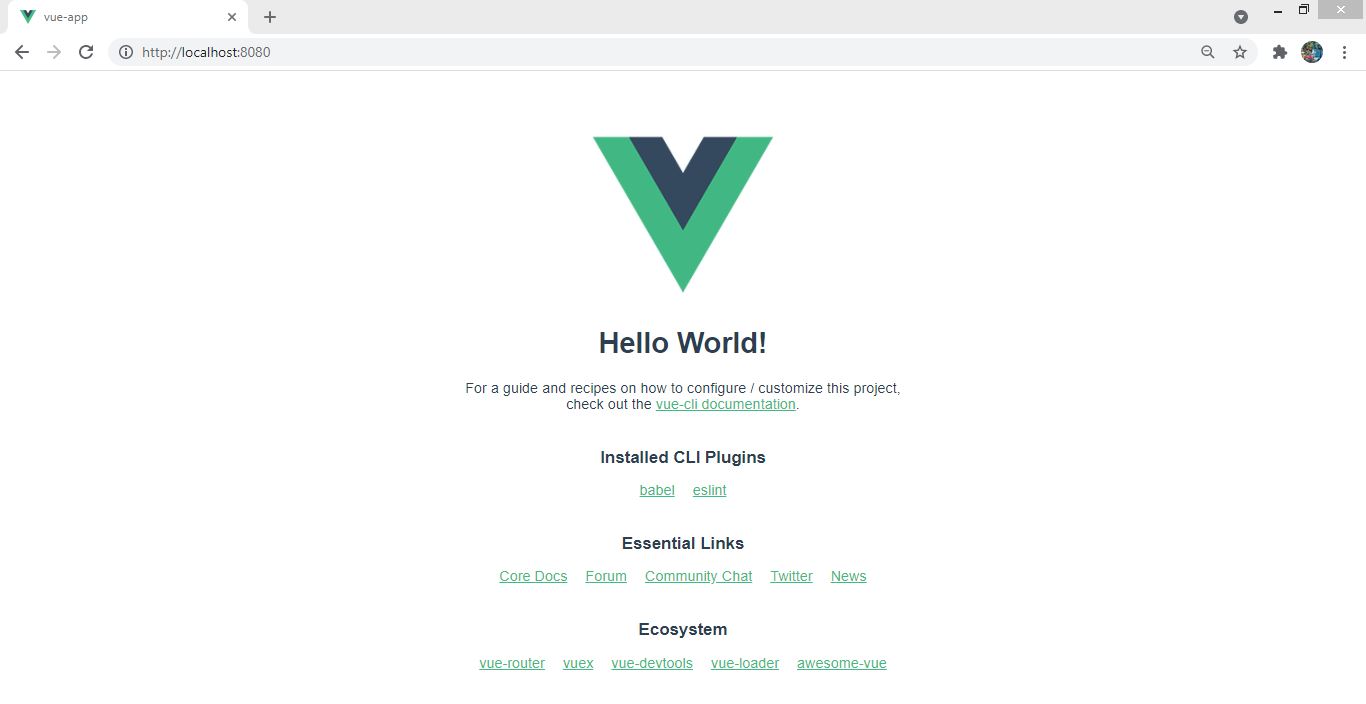 vue-app
http://localhost:8080
Hello World!
For a guide and recipes on how to configure / customize this project,
check out the vue-cli documentation.
Installed CLI Plugins
babel eslint
Essential Links
Core Docs Forum Community Chat Twitter News
Ecosystem
vue-router vuex vue-devtools vue-loader awesome-vue